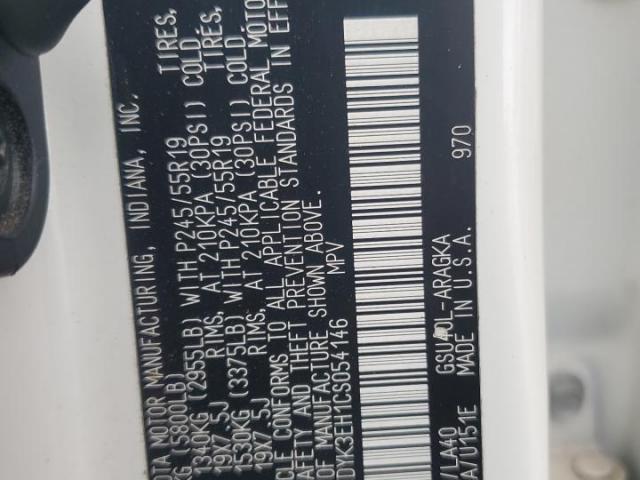 OTA MOTOR MANUFACTURING, INDIANA, INC.
KG (5800LB)
1340KG (2955LB) WITH P245/55R19 TIRES,
19X7.5J RIMS, AT 210KPA (30PSI) COLD.
1530KG (3375LB) WITH P245/55R19 TIRES,
19X7.5J RIMS, AT 210KPA (30PSI) COLD.
CLE CONFORMS TO ALL APPLICABLE FEDERAL MOTOR
AFETY AND THEFT PREVENTION STANDARDS IN EFF
OF MANUFACTURE SHOWN ABOVE.
DYK3EH1CS054146 MPV
/LA40 GSU40L-ARAGKA 970
A/U151E MADE IN U.S.A.